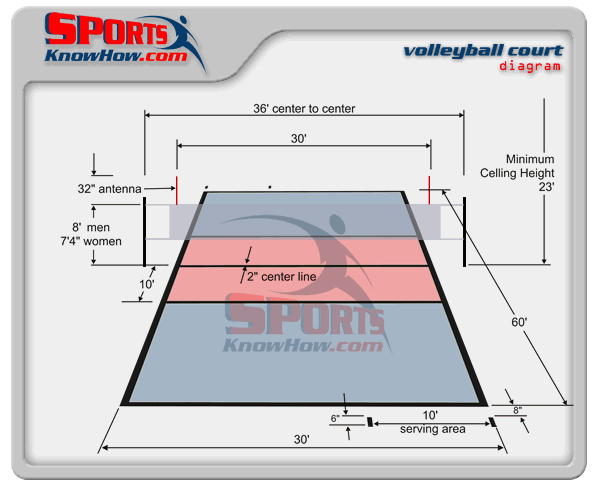 SPORTS
KnowHow.com
volleyball court
diagram
36' center to center
30'
Minimum
Celling Height
23'
32" antenna
8' men
7'4" women
2" center line
10'
SPORTS
KnowHow.com
60'
6"
10'
serving area
8"
30'